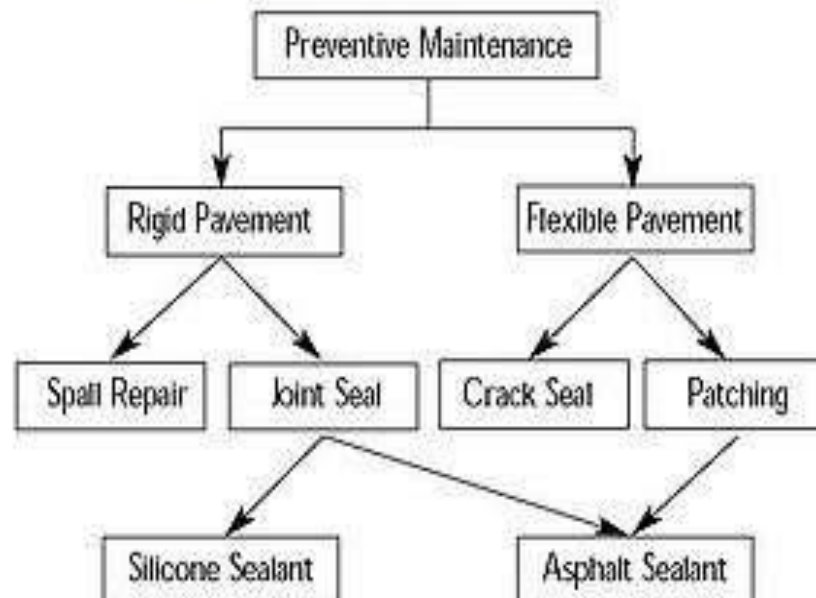 Preventive Maintenance
Rigid Pavement
Flexible Pavement
Spall Repair
Joint Seal
Crack Seal
Patching
Silicone Sealant
Asphalt Sealant